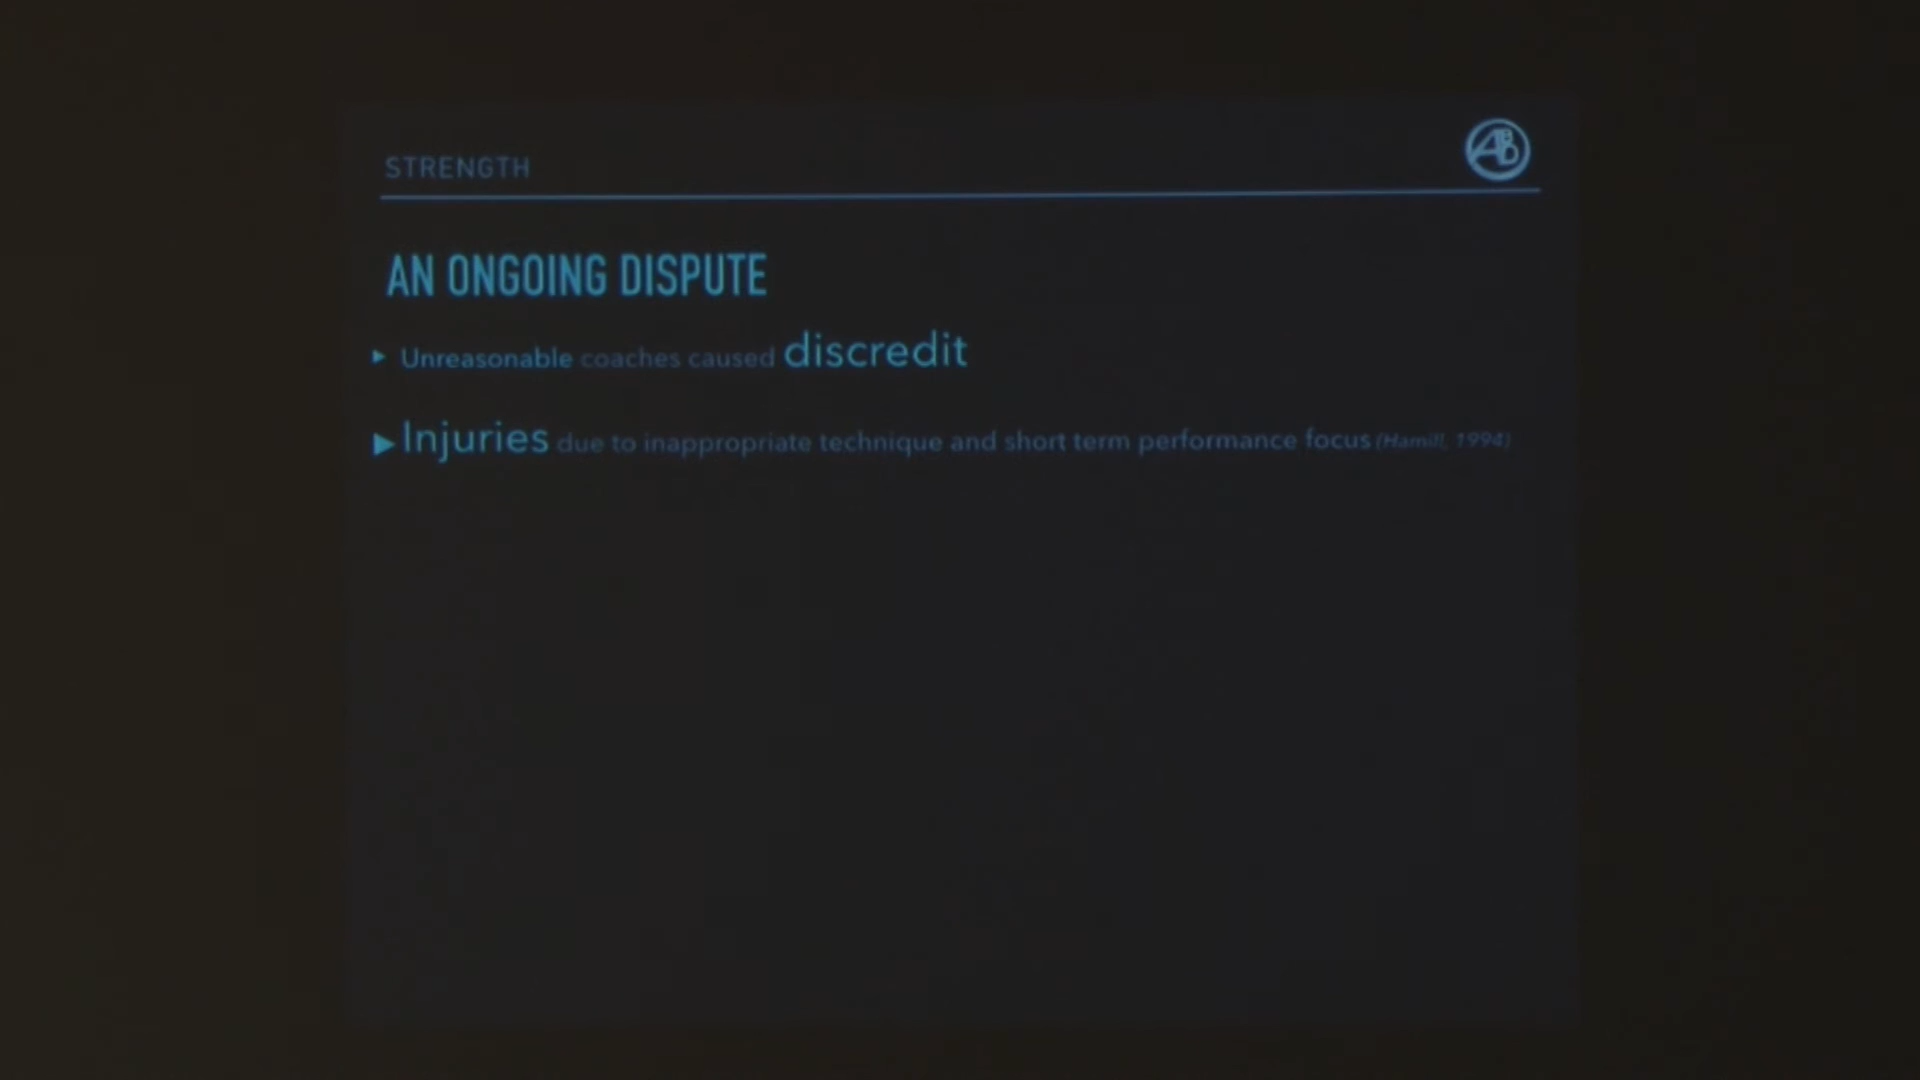 STRENGTH
ABD
AN ONGOING DISPUTE
▸ Unreasonable coaches caused discredit
▸ Injuries due to inappropriate technique and short term performance focus (Hamill, 1994)